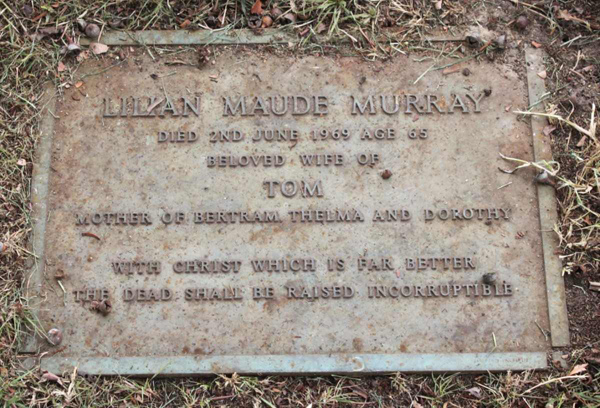 LILIAN MAUDE MURRAY
DIED 2ND JUNE 1969 AGE 65
BELOVED WIFE OF
TOM
MOTHER OF BERTRAM, THELMA AND DOROTHY
WITH CHRIST WHICH IS FAR BETTER
THE DEAD SHALL BE RAISED INCORRUPTIBLE